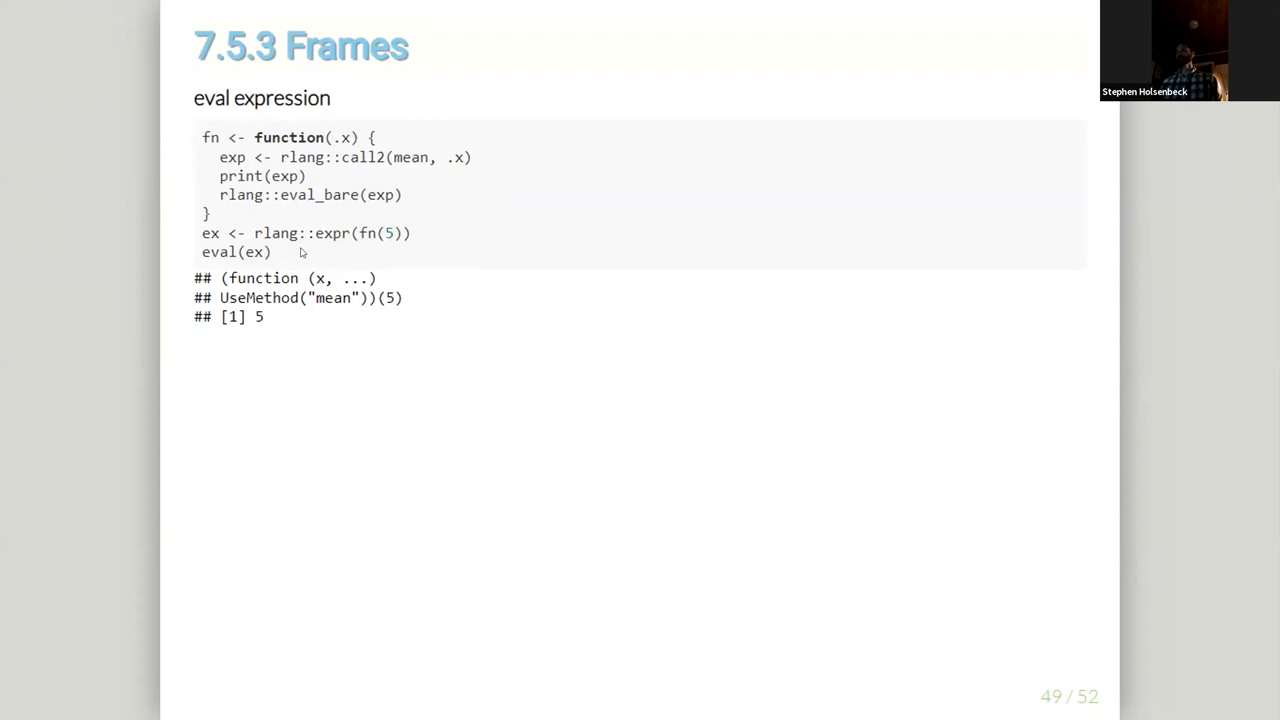 7.5.3 Frames
Stephen Holsenbeck
eval expression
fn <- function(.x) {
  exp <- rlang::call2(mean, .x)
  print(exp)
  rlang::eval_bare(exp)
}
ex <- rlang::expr(fn(5))
eval(ex)
## (function (x, ...)
## UseMethod("mean"))(5)
## [1] 5
49 / 52